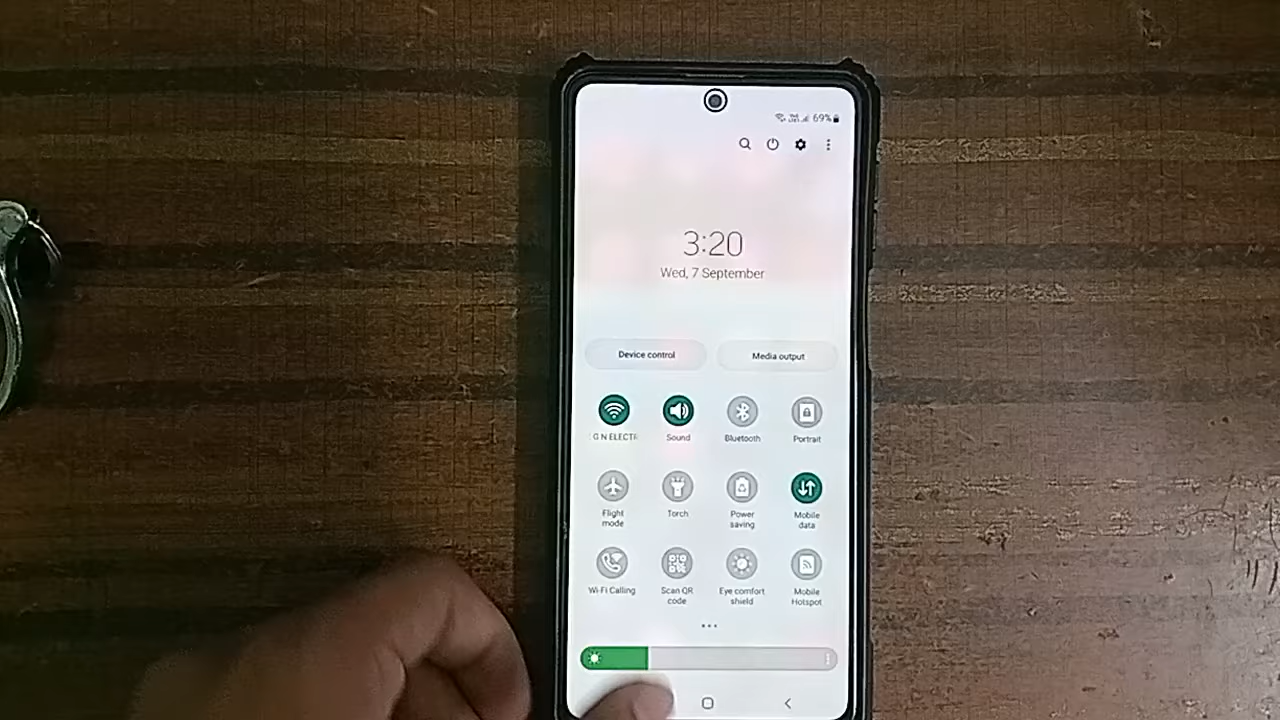 69%
3:20
Wed, 7 September
Device control
Media output
G N ELECTR
Sound
Bluetooth
Portrait
Flight
mode
Torch
Power
saving
Mobile
data
Wi-Fi Calling
Scan QR
code
Eye comfort
shield
Mobile
Hotspot